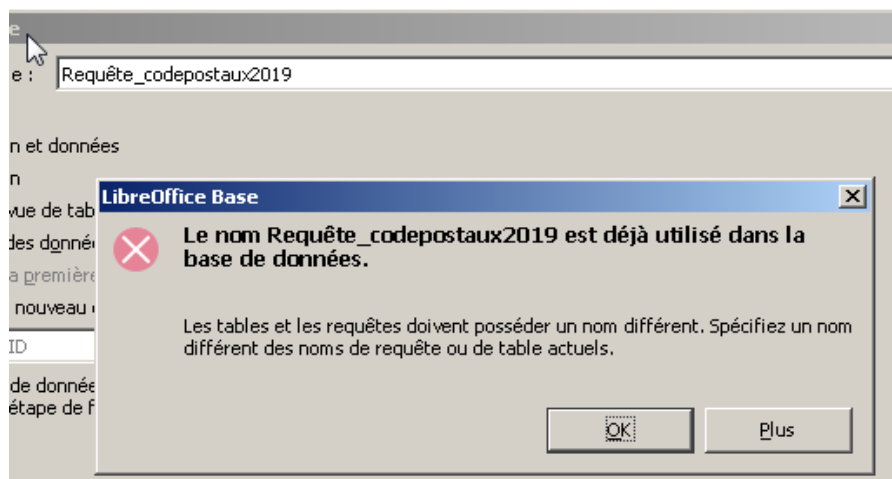 e
e : Requête_codepostaux2019
n et données
n
vue de tab
LibreOffice Base
des donné
Le nom Requête_codepostaux2019 est déjà utilisé dans la
base de données.
a première
nouveau
Les tables et les requêtes doivent posséder un nom différent. Spécifiez un nom
différent des noms de requête ou de table actuels.
ID
de donnée
étape de f
OK
Plus